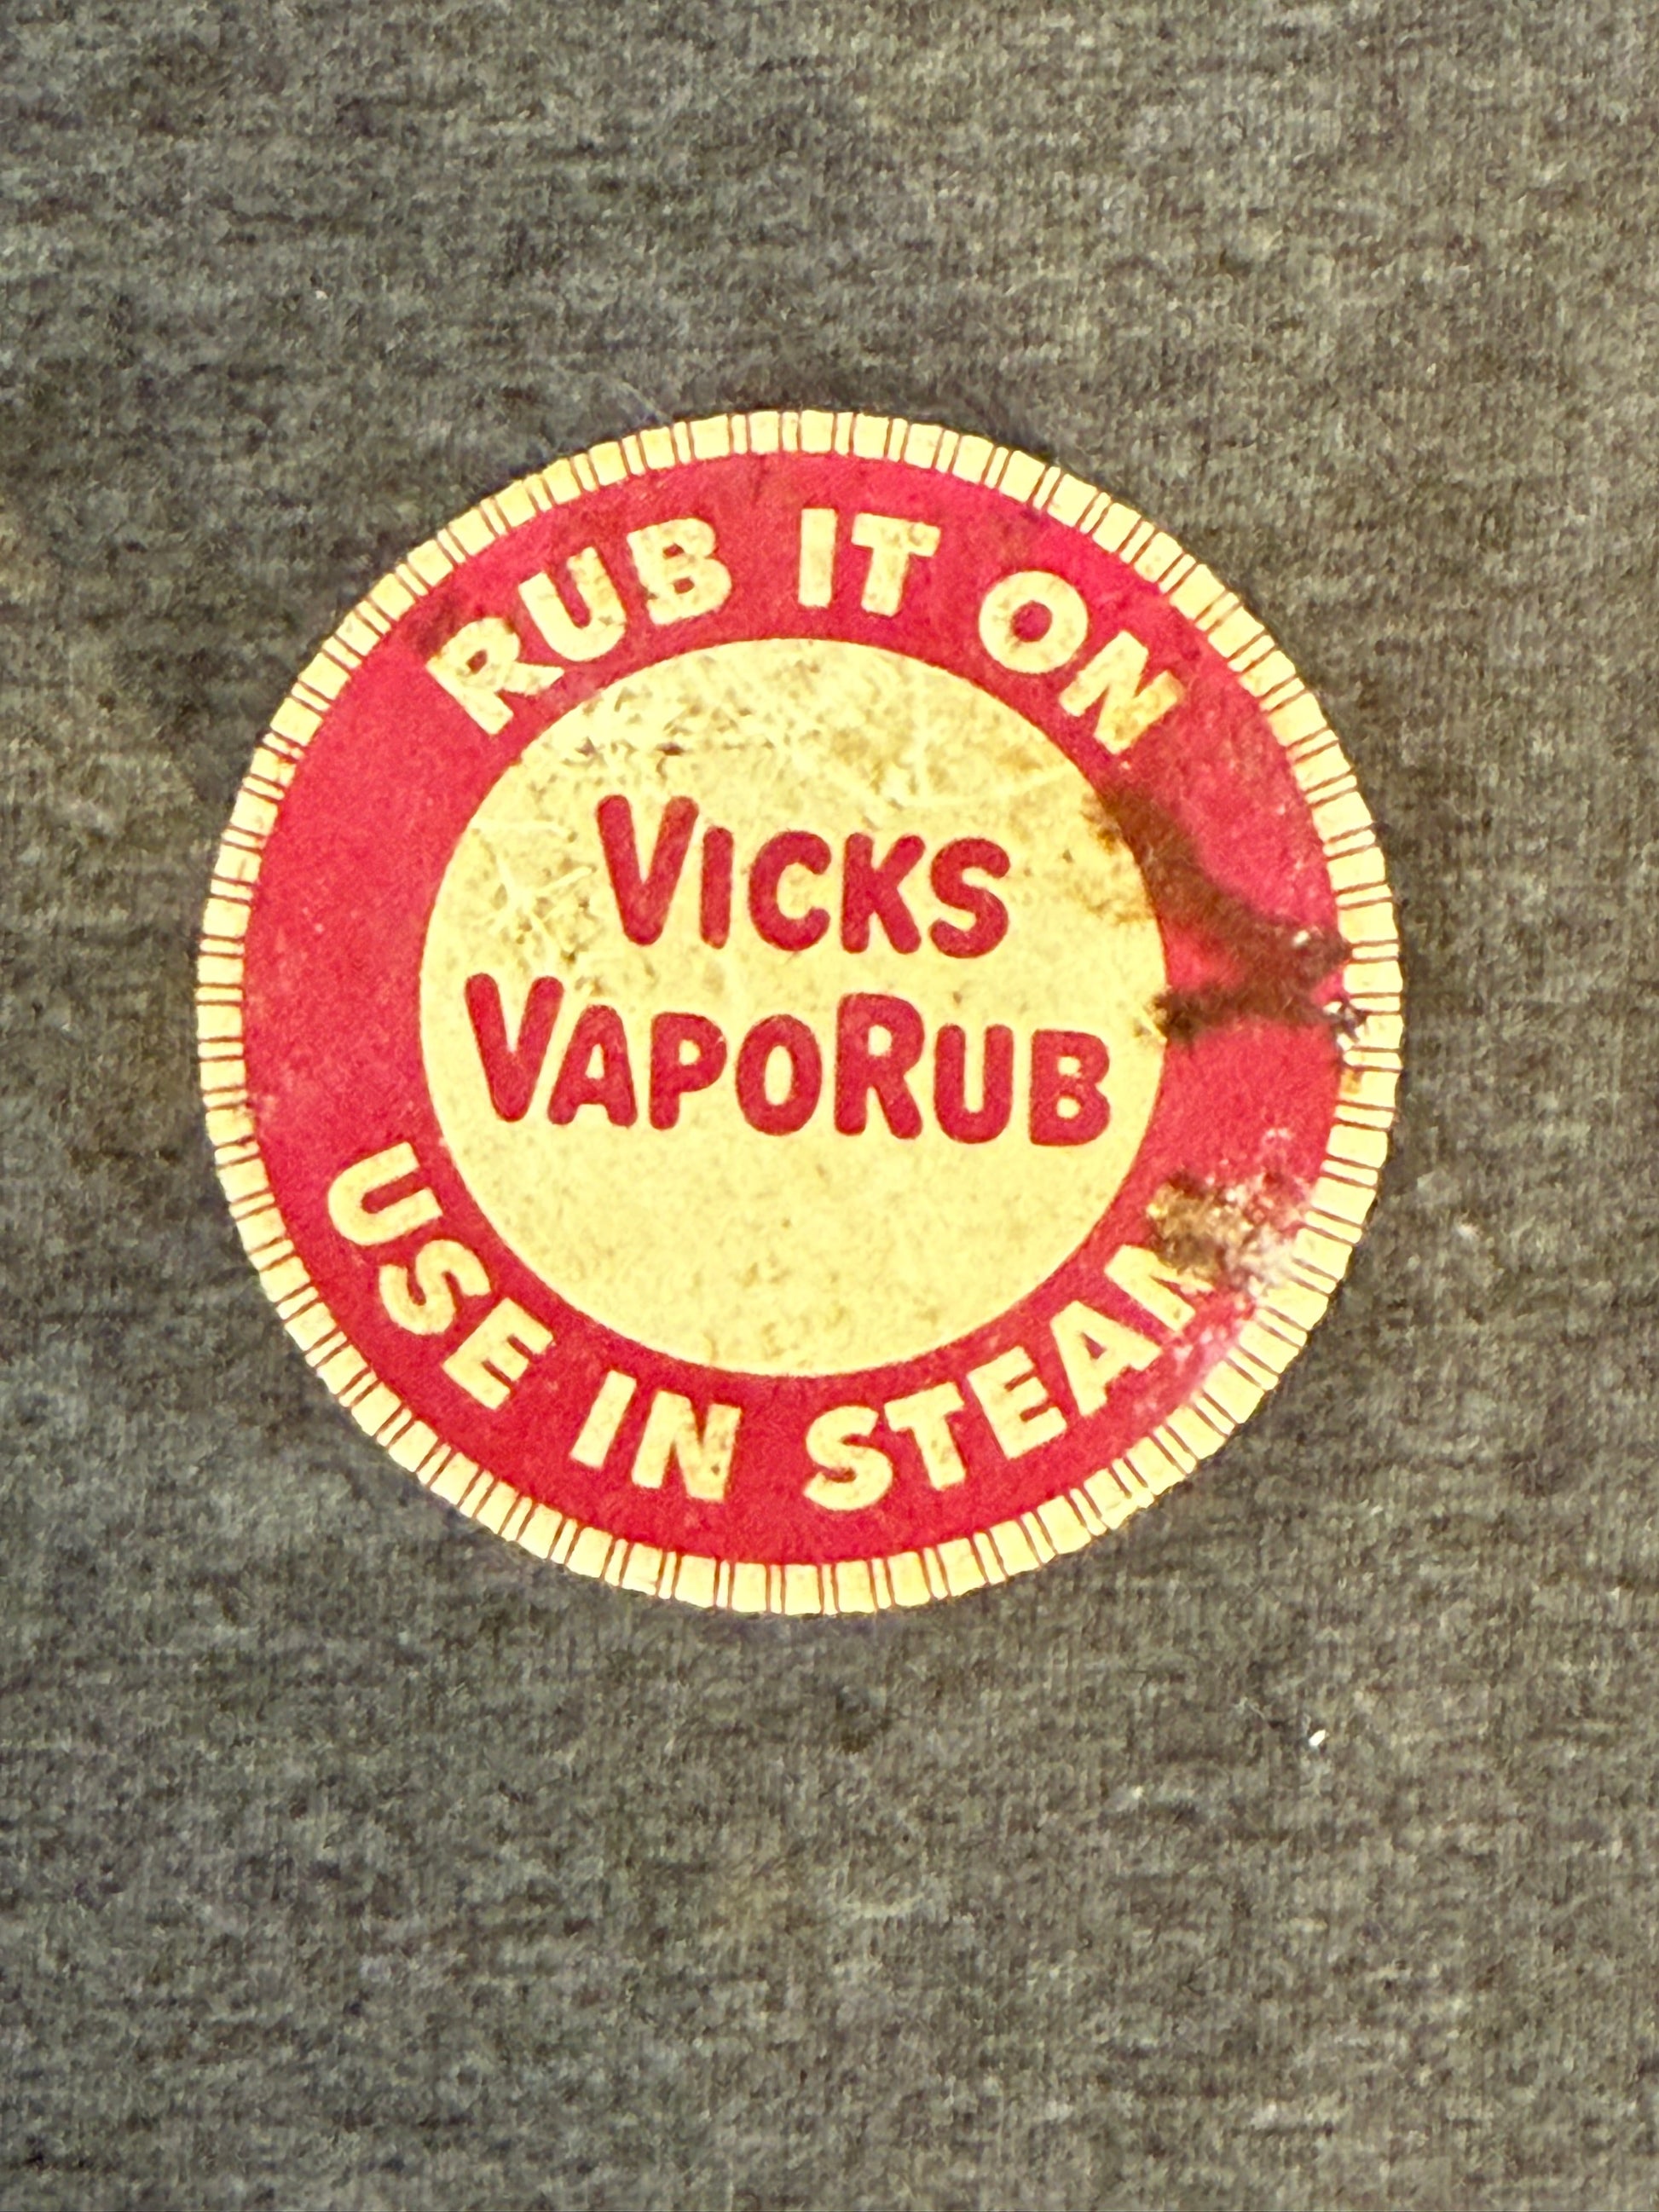 RUB IT ON
VICKS
VAPORUB
USE IN STEAM